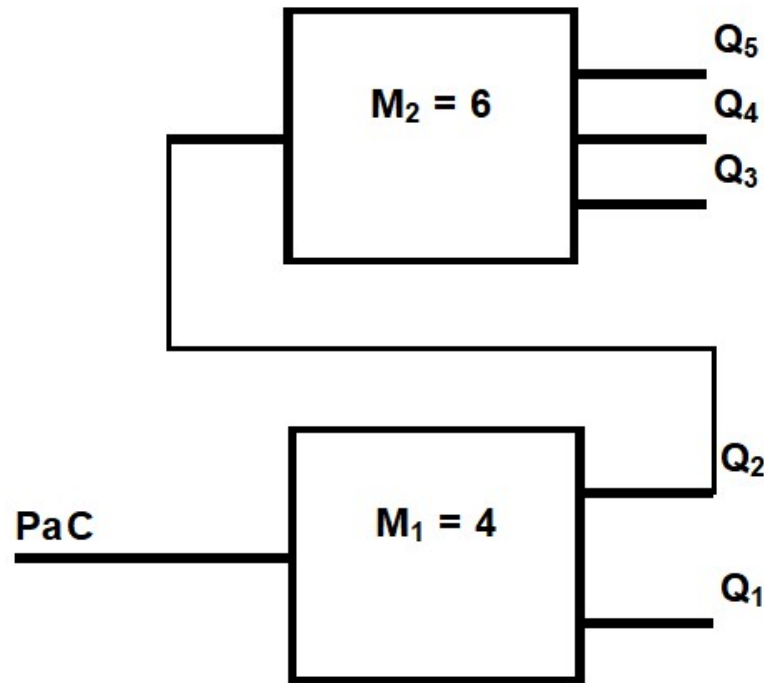 Q₅
M₂ = 6
Q₄
Q₃
Q₂
PaC
M₁ = 4
Q₁